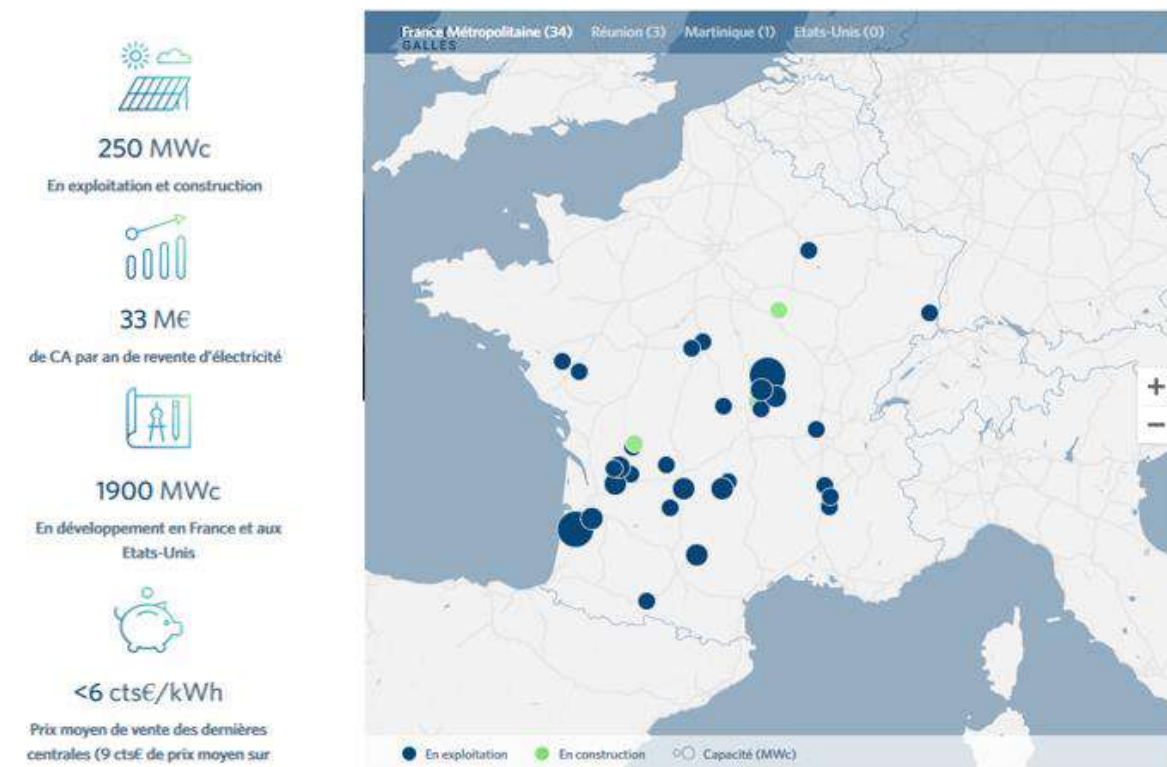 250 MWc
En exploitation et construction
33 M€
de CA par an de revente d'électricité
1900 MWc
En développement en France et aux
Etats-Unis
<6 cts€/kWh
Prix moyen de vente des dernières
centrales (9 cts€ de prix moyen sur
France Métropolitaine (34) Réunion (3) Martinique (1) Etats-Unis (0)
GALLES
+
−
En exploitation En construction Capacité (MWc)